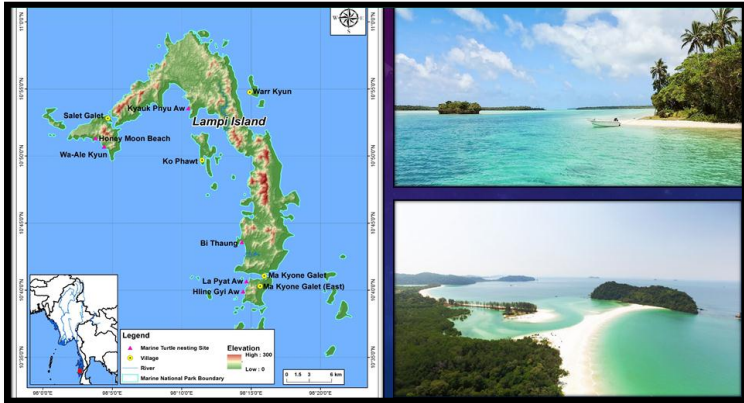 N
W
E
S
Warr Kyun
Kyauk Phyu Aw
Salet Galet
Lampi Island
Honey Moon Beach
Wa-Ale Kyun
Ko Phawt
Bi Thaung
Ma Kyone Galet
La Pyat Aw
Ma Kyone Galet (East)
Hline Gyi Aw
Legend
Marine Turtle nesting Site
Village
River
Marine National Park Boundary
Elevation
High : 300
Low : 0
0 1.5 3 6 km
98°0'0"E 98°5'0"E 98°10'0"E 98°15'0"E 98°20'0"E